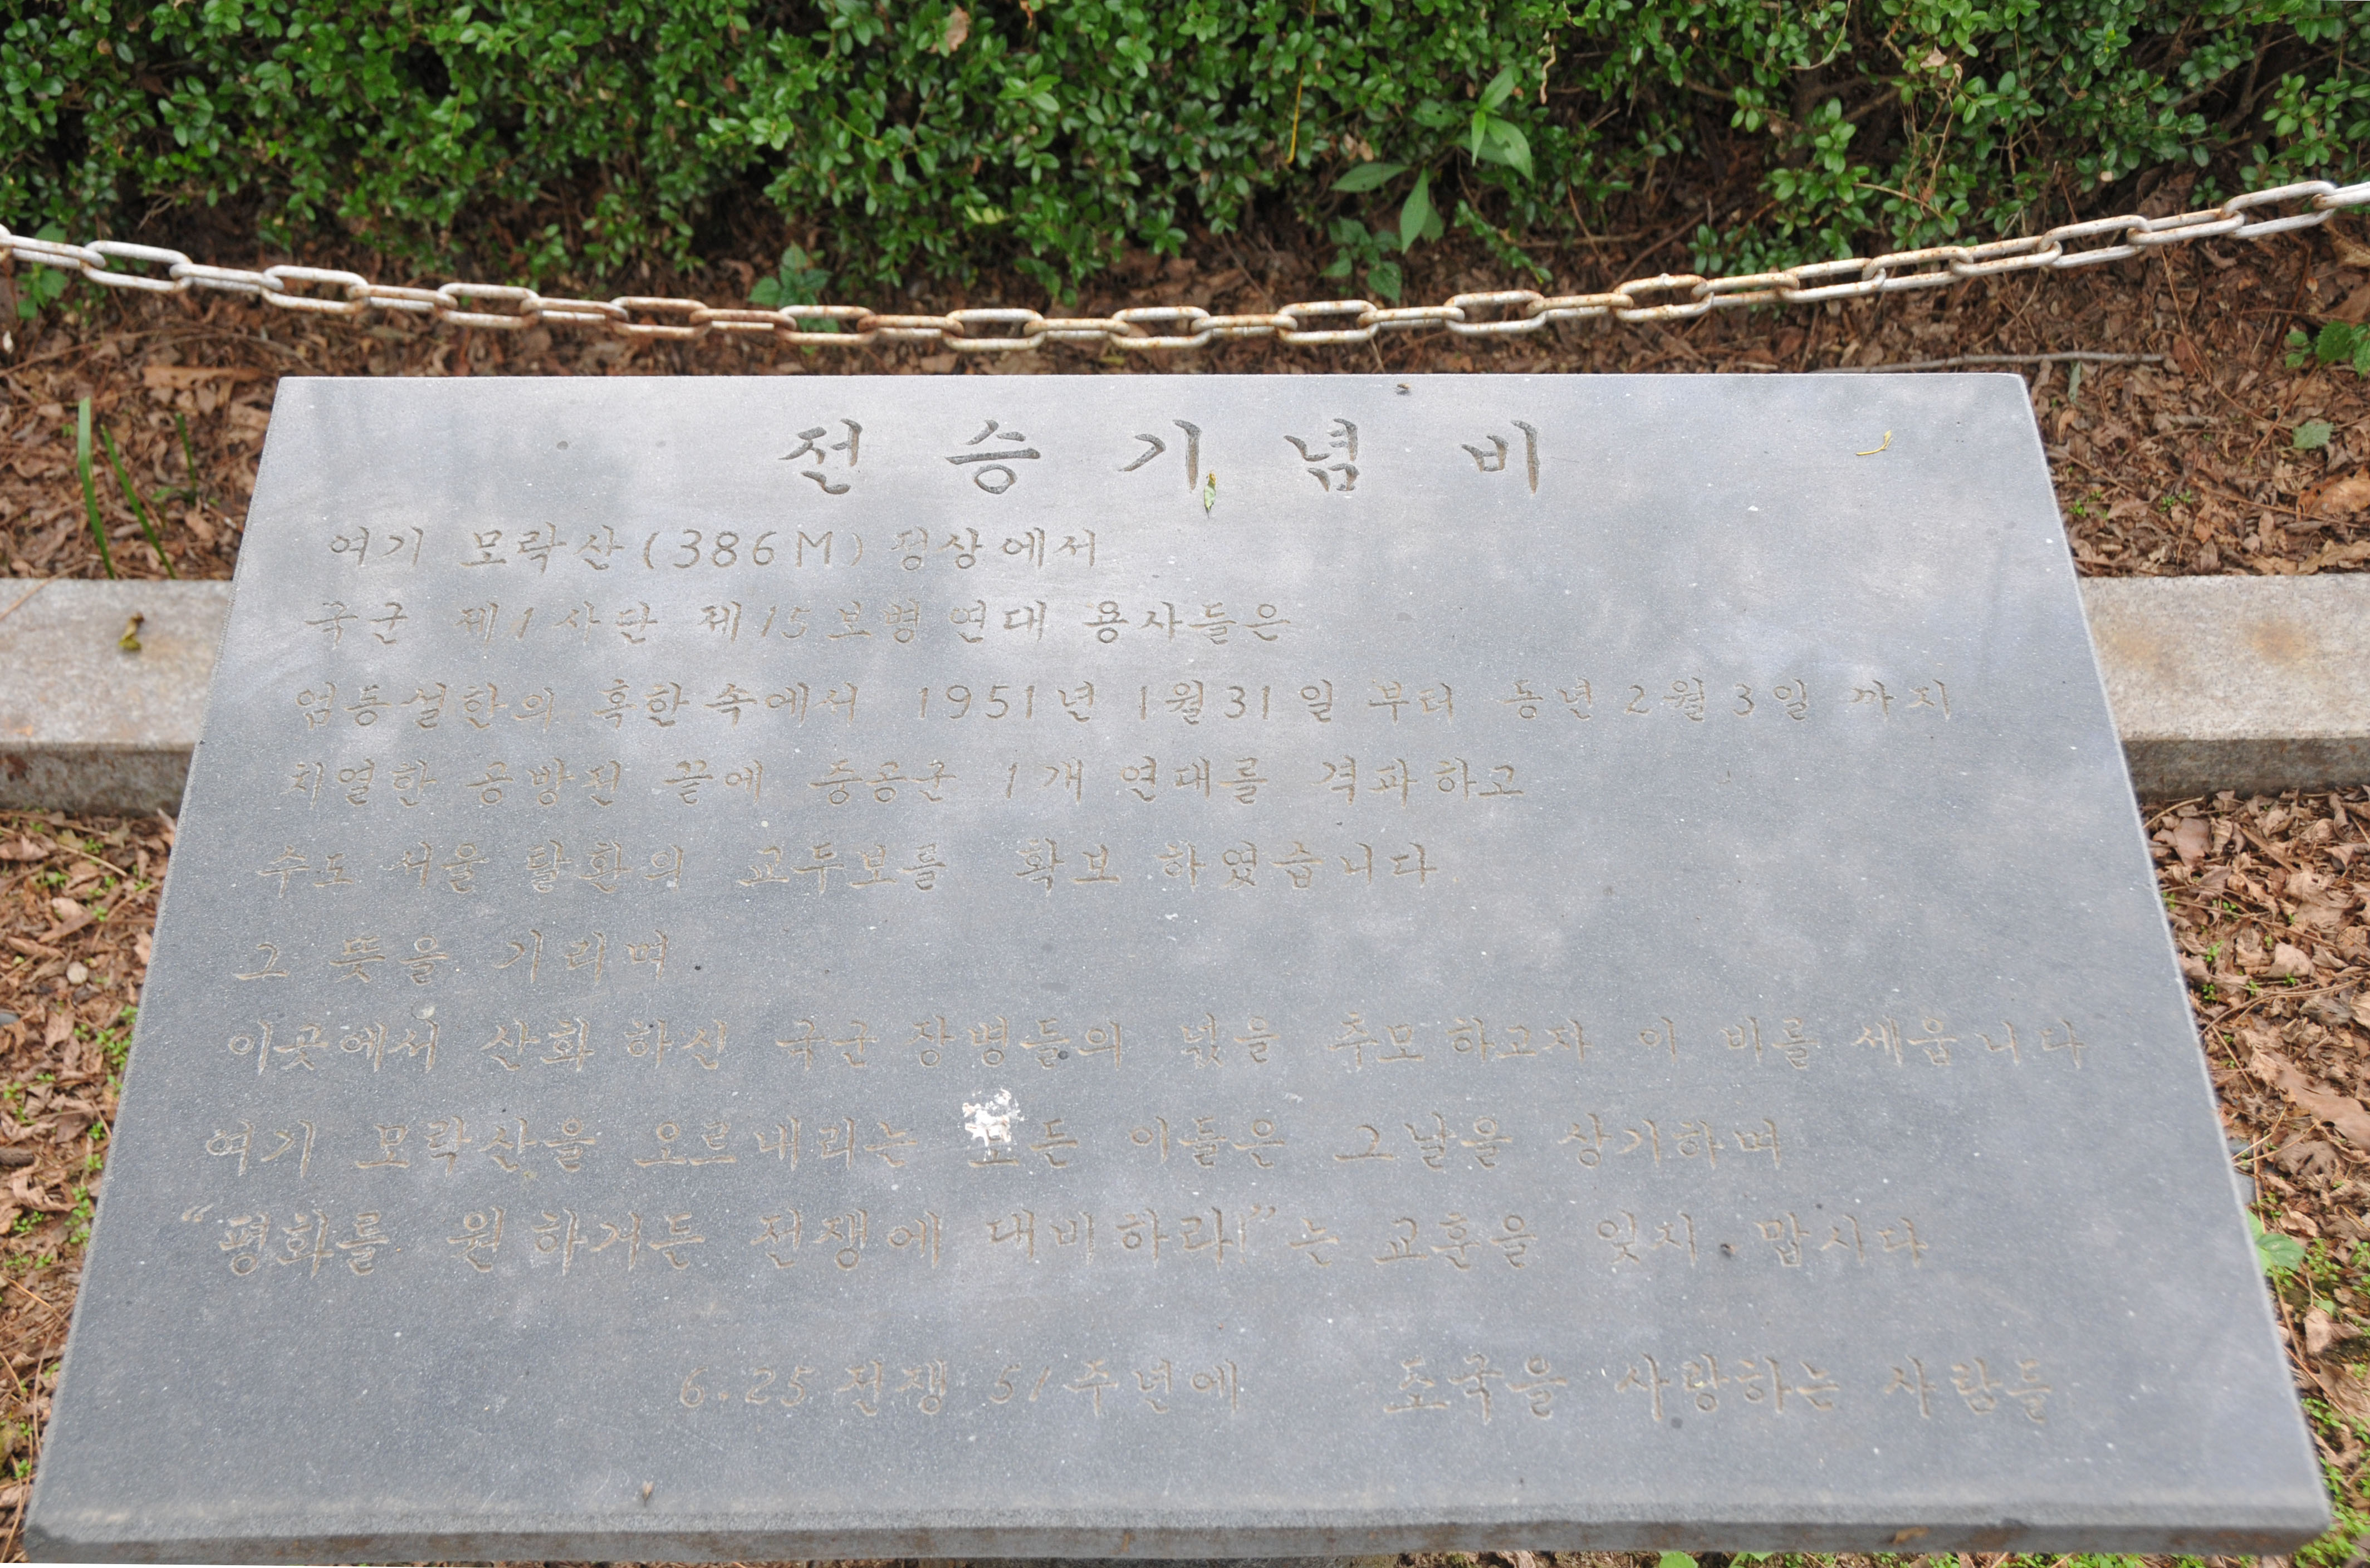 전승기념비
여기 모락산(386M) 정상에서
국군 제1사단 제15보병 연대 용사들은
엄동설한의 혹한 속에서 1951년 1월 31일 부터 동년 2월 3일 까지
치열한 공방전 끝에 중공군 1개 연대를 격파하고
수도 서울 탈환의 교두보를 확보 하였습니다
그 뜻을 기리며
이곳에서 산화 하신 국군 장병들의 넋을 추모하고자 이 비를 세웁니다
여기 모락산을 오르내리는 모든 이들은 그날을 상기하며
“평화를 원하거든 전쟁에 대비하라!”는 교훈을 잊지 맙시다
6.25전쟁 51주년에 조국을 사랑하는 사람들